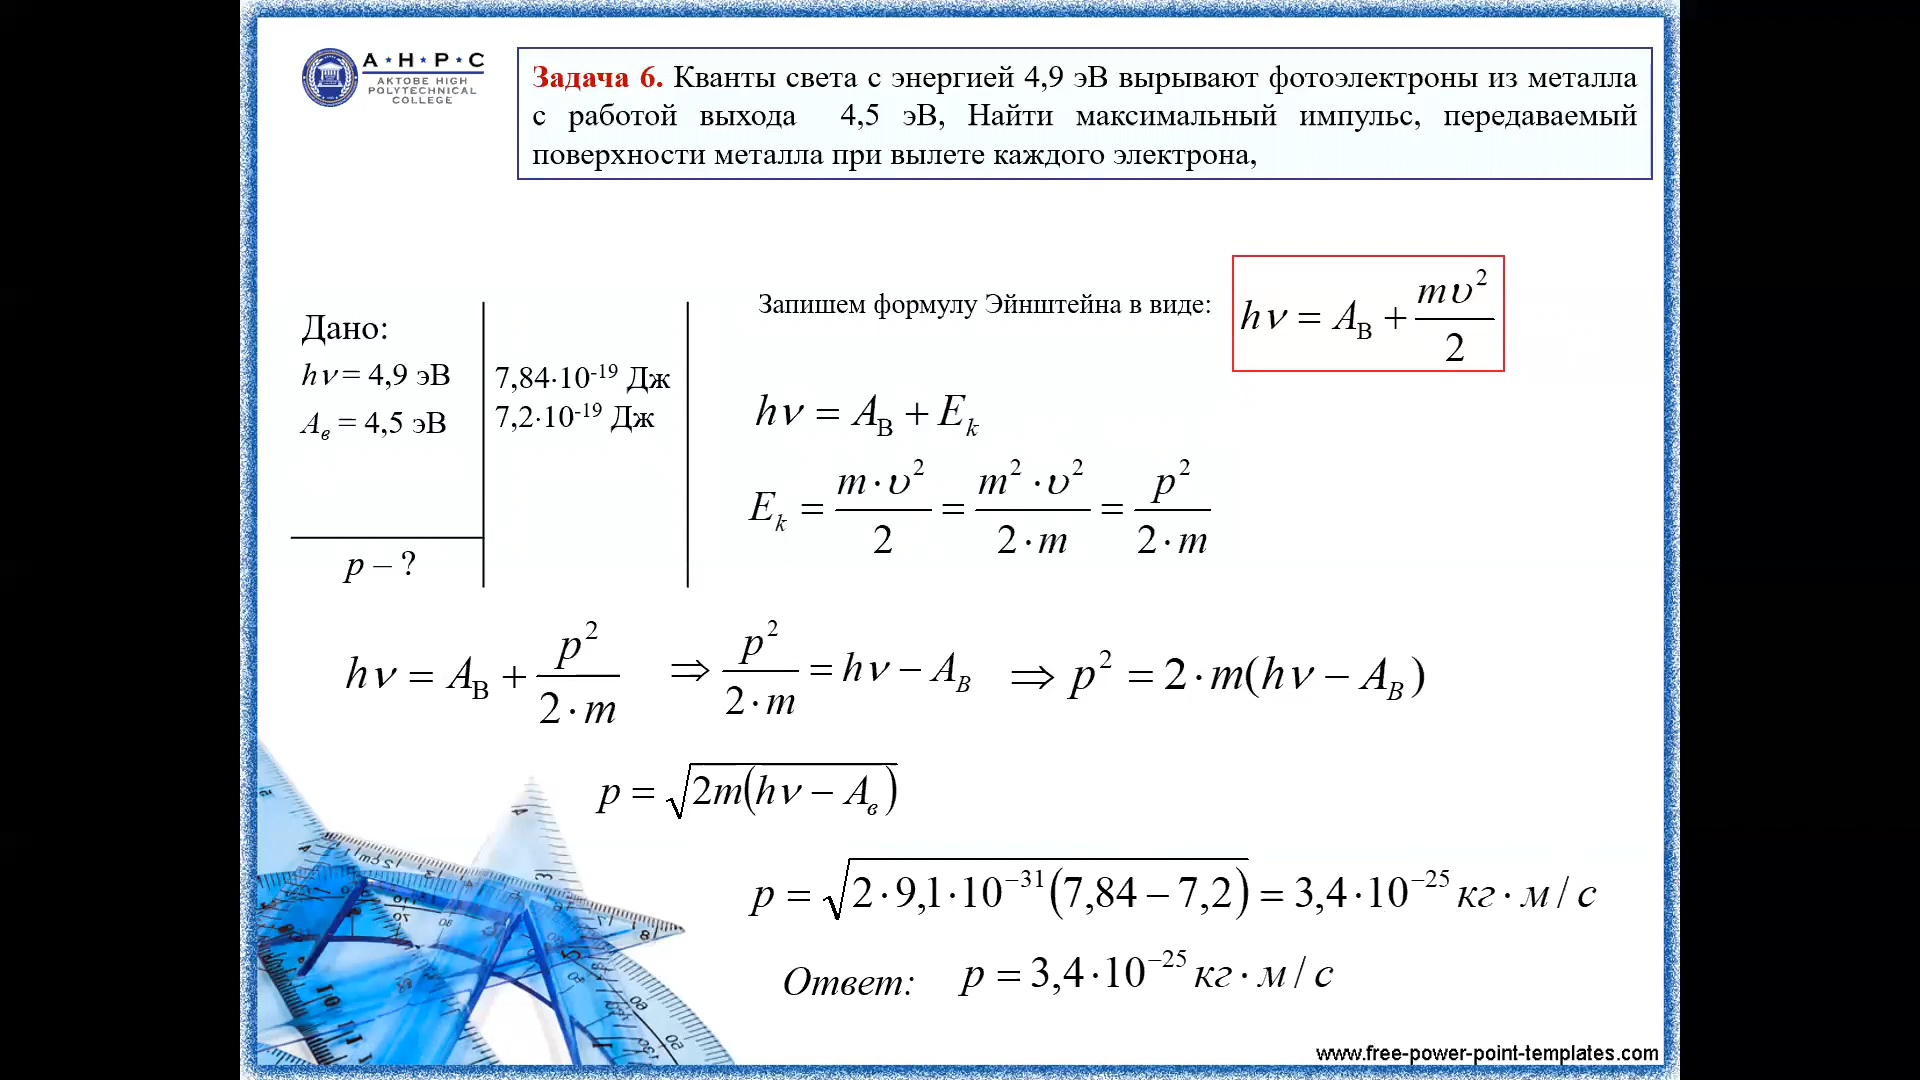 A·H·P·C
AKTOBE HIGH
POLYTECHNICAL
COLLEGE
Задача 6. Кванты света с энергией 4,9 эВ вырывают фотоэлектроны из металла
с работой выхода 4,5 эВ, Найти максимальный импульс, передаваемый
поверхности металла при вылете каждого электрона,
Запишем формулу Эйнштейна в виде:
hν = A_В + mυ²/2
Дано:
hν = 4,9 эВ
7,84·10⁻¹⁹ Дж
A_в = 4,5 эВ
7,2·10⁻¹⁹ Дж
p – ?
hν = A_В + E_k
E_k = m·υ²/2 = m²·υ²/2·m = p²/2·m
hν = A_В + p²/2·m ⇒ p²/2·m = hν − A_В ⇒ p² = 2·m(hν − A_В)
p = √2m(hν − A_в)
p = √2·9,1·10⁻³¹(7,84 − 7,2) = 3,4·10⁻²⁵ кг·м/с
Ответ: p = 3,4·10⁻²⁵ кг·м/с
www.free-power-point-templates.com